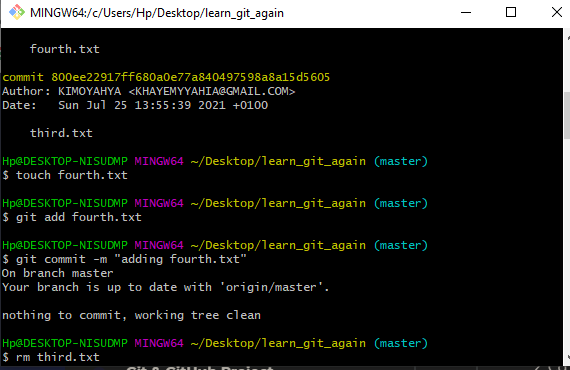 MINGW64:/c/Users/Hp/Desktop/learn_git_again
fourth.txt
commit 800ee22917ff680a0e77a840497598a8a15d5605
Author: KIMOYAHYA <KHAYEMYYAHIA@GMAIL.COM>
Date:   Sun Jul 25 13:55:39 2021 +0100
third.txt
Hp@DESKTOP-NISUDMP MINGW64 ~/Desktop/learn_git_again (master)
$ touch fourth.txt
Hp@DESKTOP-NISUDMP MINGW64 ~/Desktop/learn_git_again (master)
$ git add fourth.txt
Hp@DESKTOP-NISUDMP MINGW64 ~/Desktop/learn_git_again (master)
$ git commit -m "adding fourth.txt"
On branch master
Your branch is up to date with 'origin/master'.
nothing to commit, working tree clean
Hp@DESKTOP-NISUDMP MINGW64 ~/Desktop/learn_git_again (master)
$ rm third.txt
Git & GitHub Project